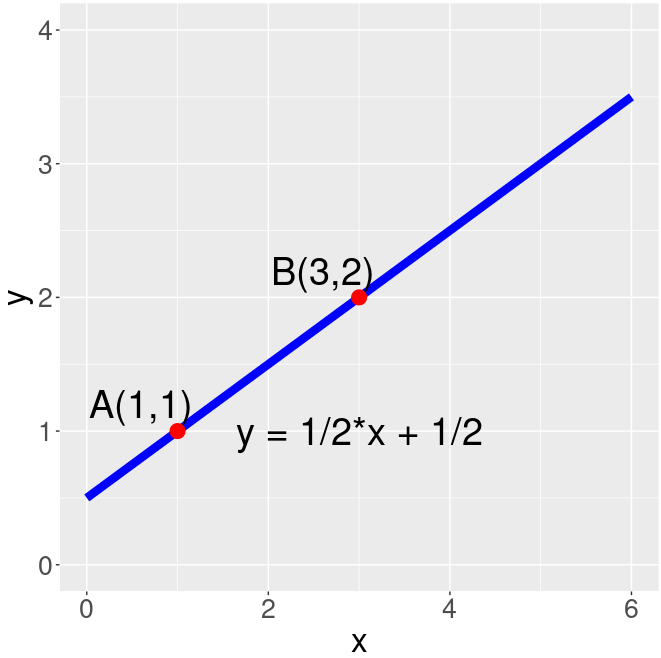 4
3
B(3,2)
y
2
A(1,1)
1
y = 1/2*x + 1/2
0
0 2 4 6
x